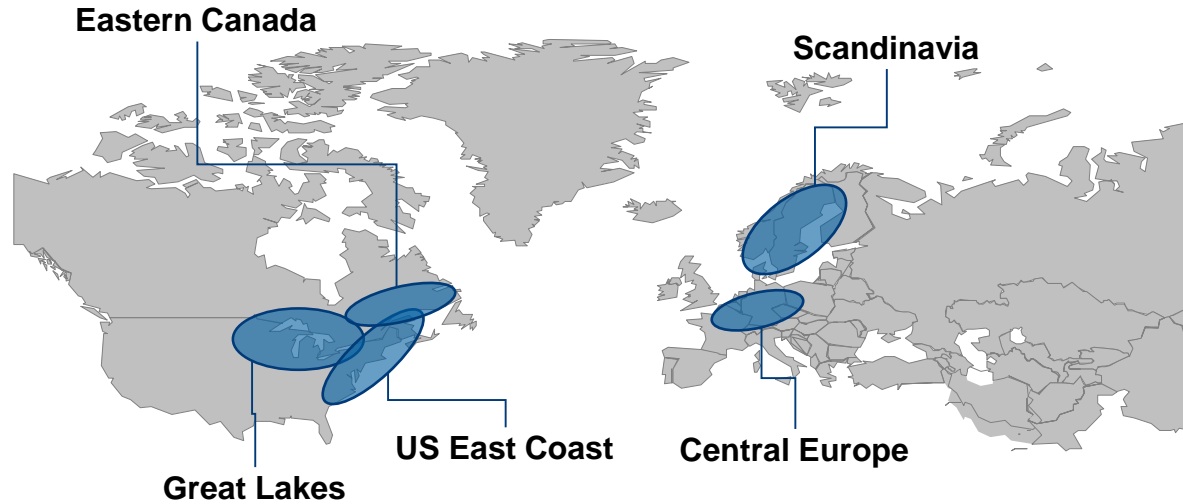 Eastern Canada
Scandinavia
US East Coast
Central Europe
Great Lakes